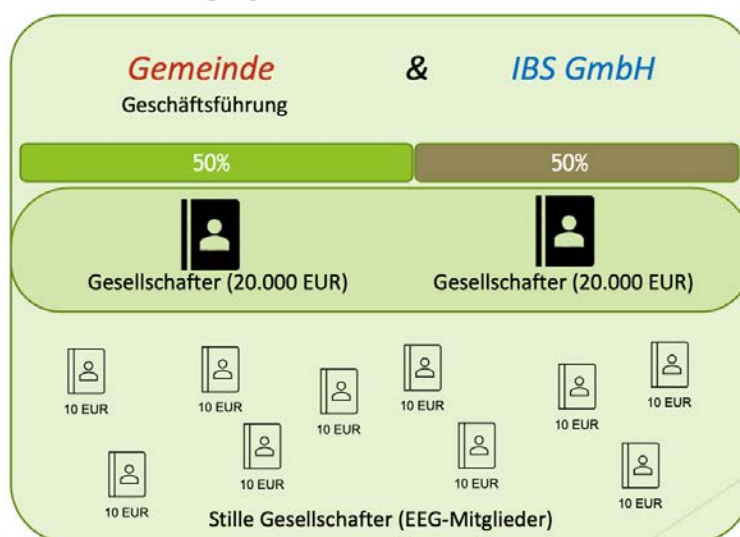 Gemeinde & IBS GmbH
Geschäftsführung
50% 50%
Gesellschafter (20.000 EUR) Gesellschafter (20.000 EUR)
10 EUR
10 EUR
10 EUR
10 EUR
10 EUR
10 EUR
10 EUR
10 EUR
10 EUR
10 EUR
Stille Gesellschafter (EEG-Mitglieder)